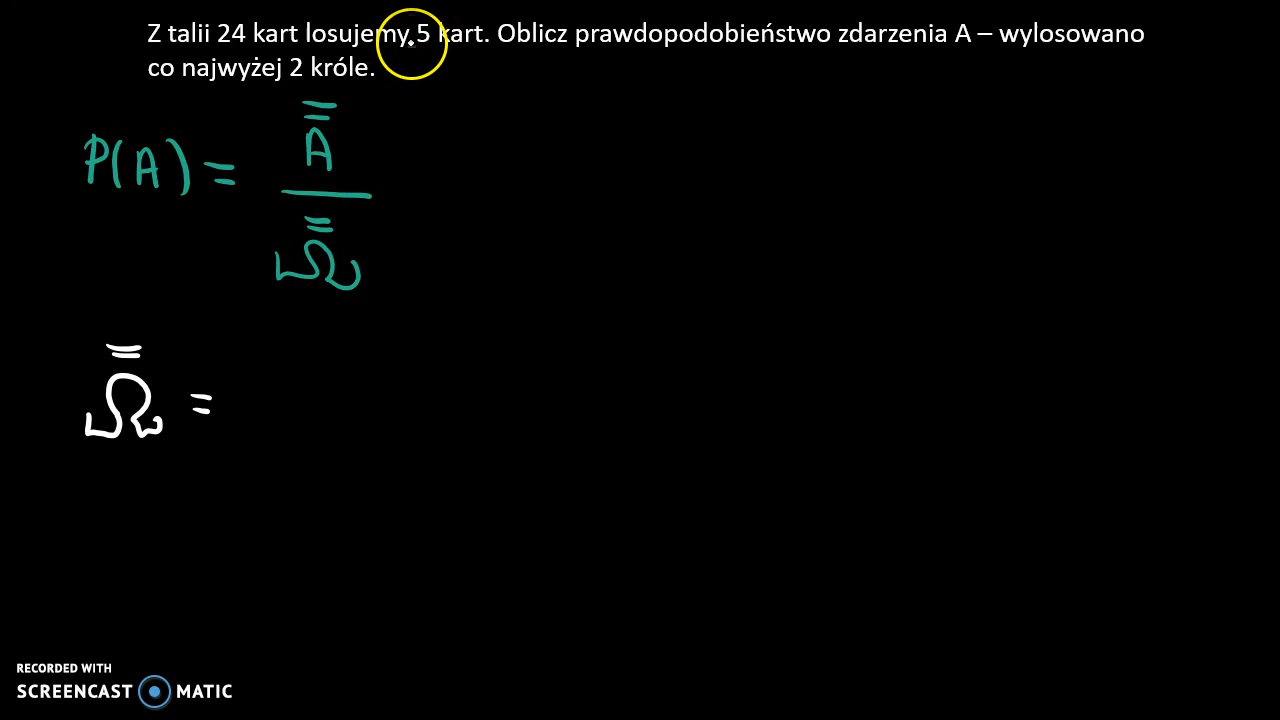 Z talii 24 kart losujemy 5 kart. Oblicz prawdopodobieństwo zdarzenia A – wylosowano
co najwyżej 2 króle.
P(A) = A̿ / Ω̿
Ω̿ =
RECORDED WITH
SCREENCAST MATIC